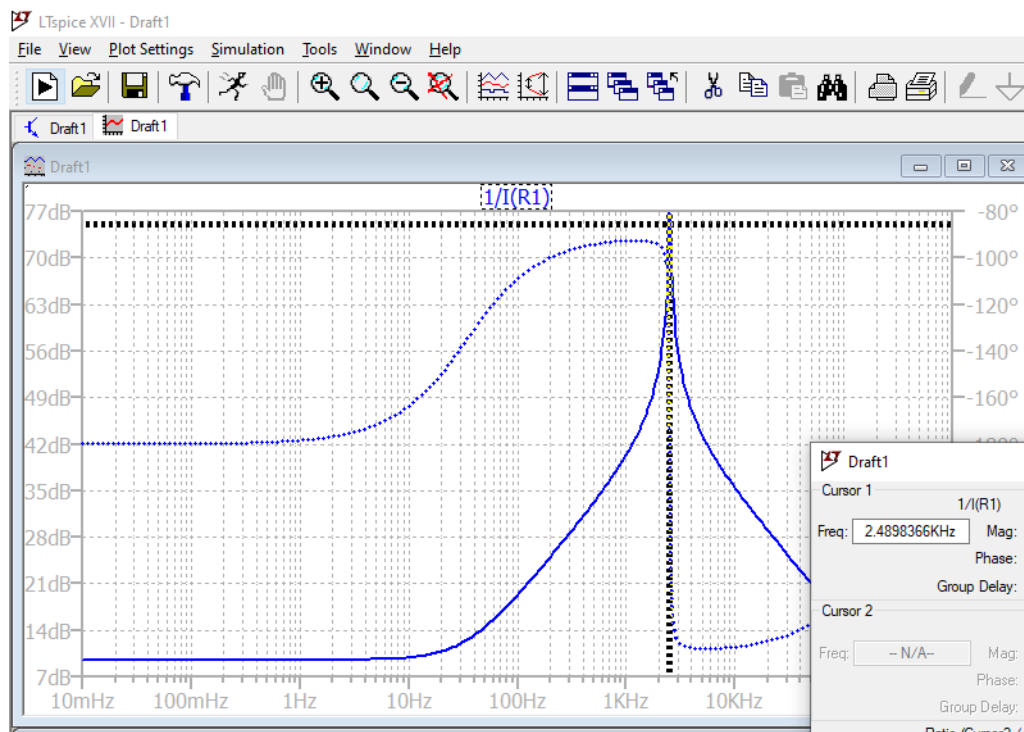 LTspice XVII - Draft1
File View Plot Settings Simulation Tools Window Help
Draft1 Draft1
Draft1
1/I(R1)
77dB -80°
70dB -100°
63dB -120°
56dB -140°
49dB -160°
42dB
35dB
28dB
21dB
14dB
7dB
10mHz 100mHz 1Hz 10Hz 100Hz 1KHz 10KHz
Draft1
Cursor 1
1/I(R1)
Freq: 2.4898366KHz Mag:
Phase:
Group Delay:
Cursor 2
Freq: -- N/A-- Mag:
Phase:
Group Delay: